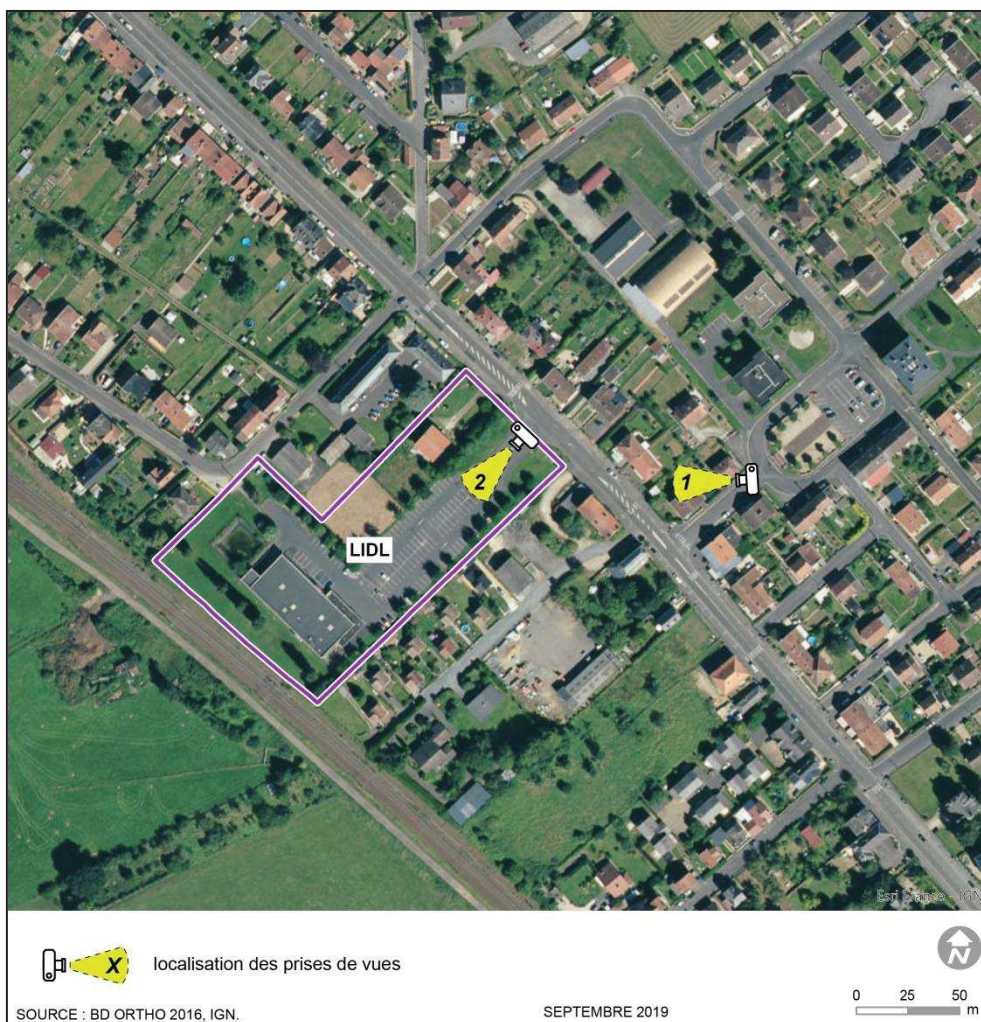 2
1
LIDL
Esri France - IGN
X localisation des prises de vues
N
SOURCE : BD ORTHO 2016, IGN.
SEPTEMBRE 2019
0 25 50
m